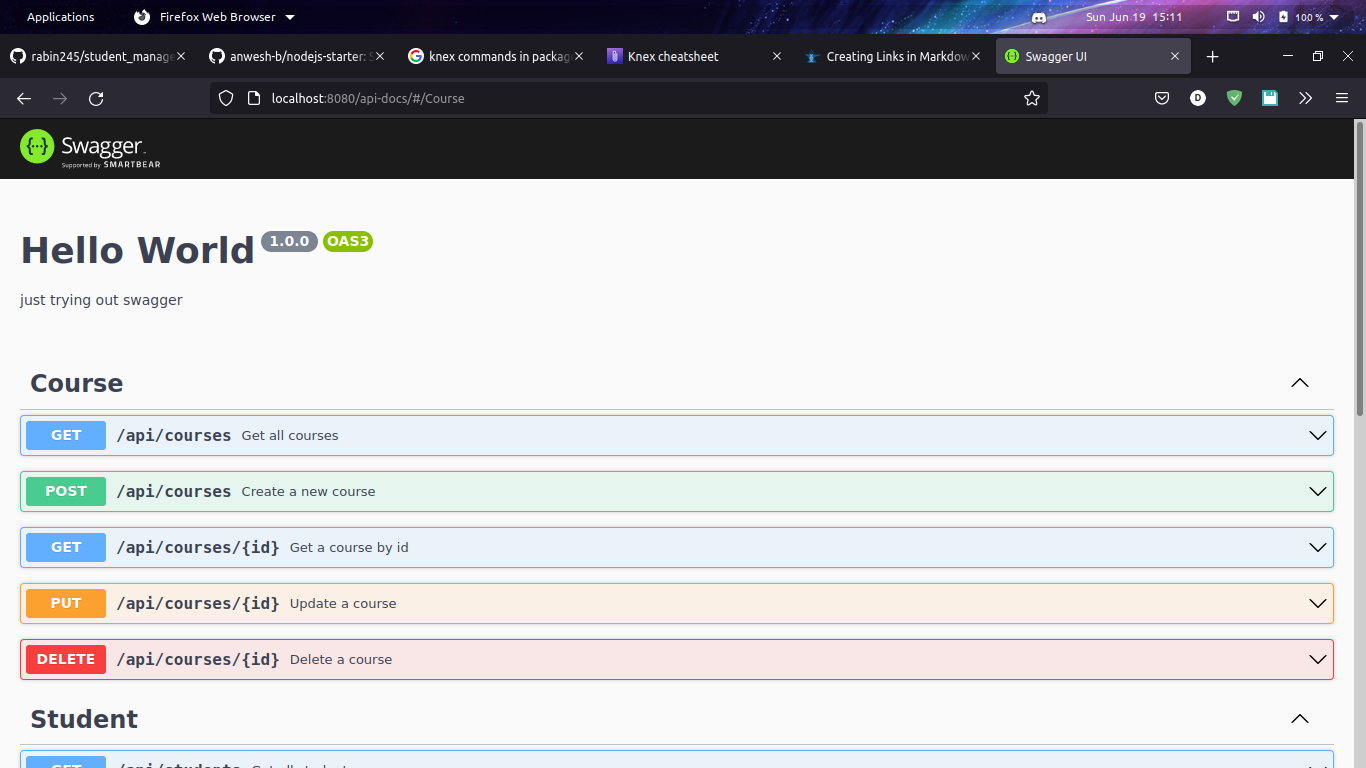 Applications Firefox Web Browser Sun Jun 19 15:11 100 %
rabin245/student_manage anwesh-b/nodejs-starter: S knex commands in packag Knex cheatsheet Creating Links in Markdow Swagger UI
localhost:8080/api-docs/#/Course D
{...} Swagger
Supported by SMARTBEAR
Hello World 1.0.0 OAS3
just trying out swagger
Course
GET /api/courses Get all courses
POST /api/courses Create a new course
GET /api/courses/{id} Get a course by id
PUT /api/courses/{id} Update a course
DELETE /api/courses/{id} Delete a course
Student
GET /api/students